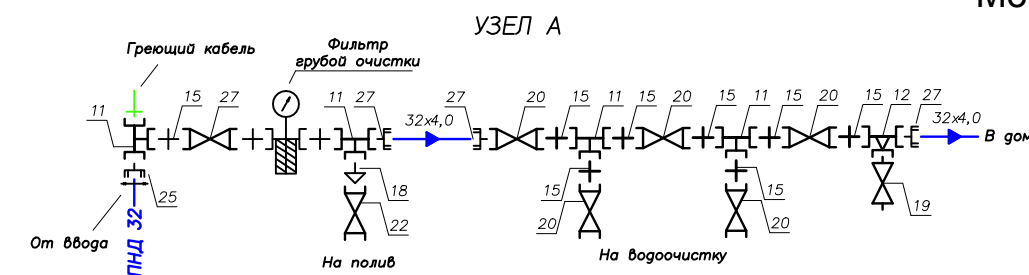 УЗЕЛ А
Греющий кабель
Фильтр
грубой очистки
11 15 27 11 27 32х4,0 27 20 15 11 15 20 15 11 15 20 15 12 27
32х4,0
В дом
25 18 15 15 19
22 20 20
От ввода
ПНД 32
На полив
На водоочистку